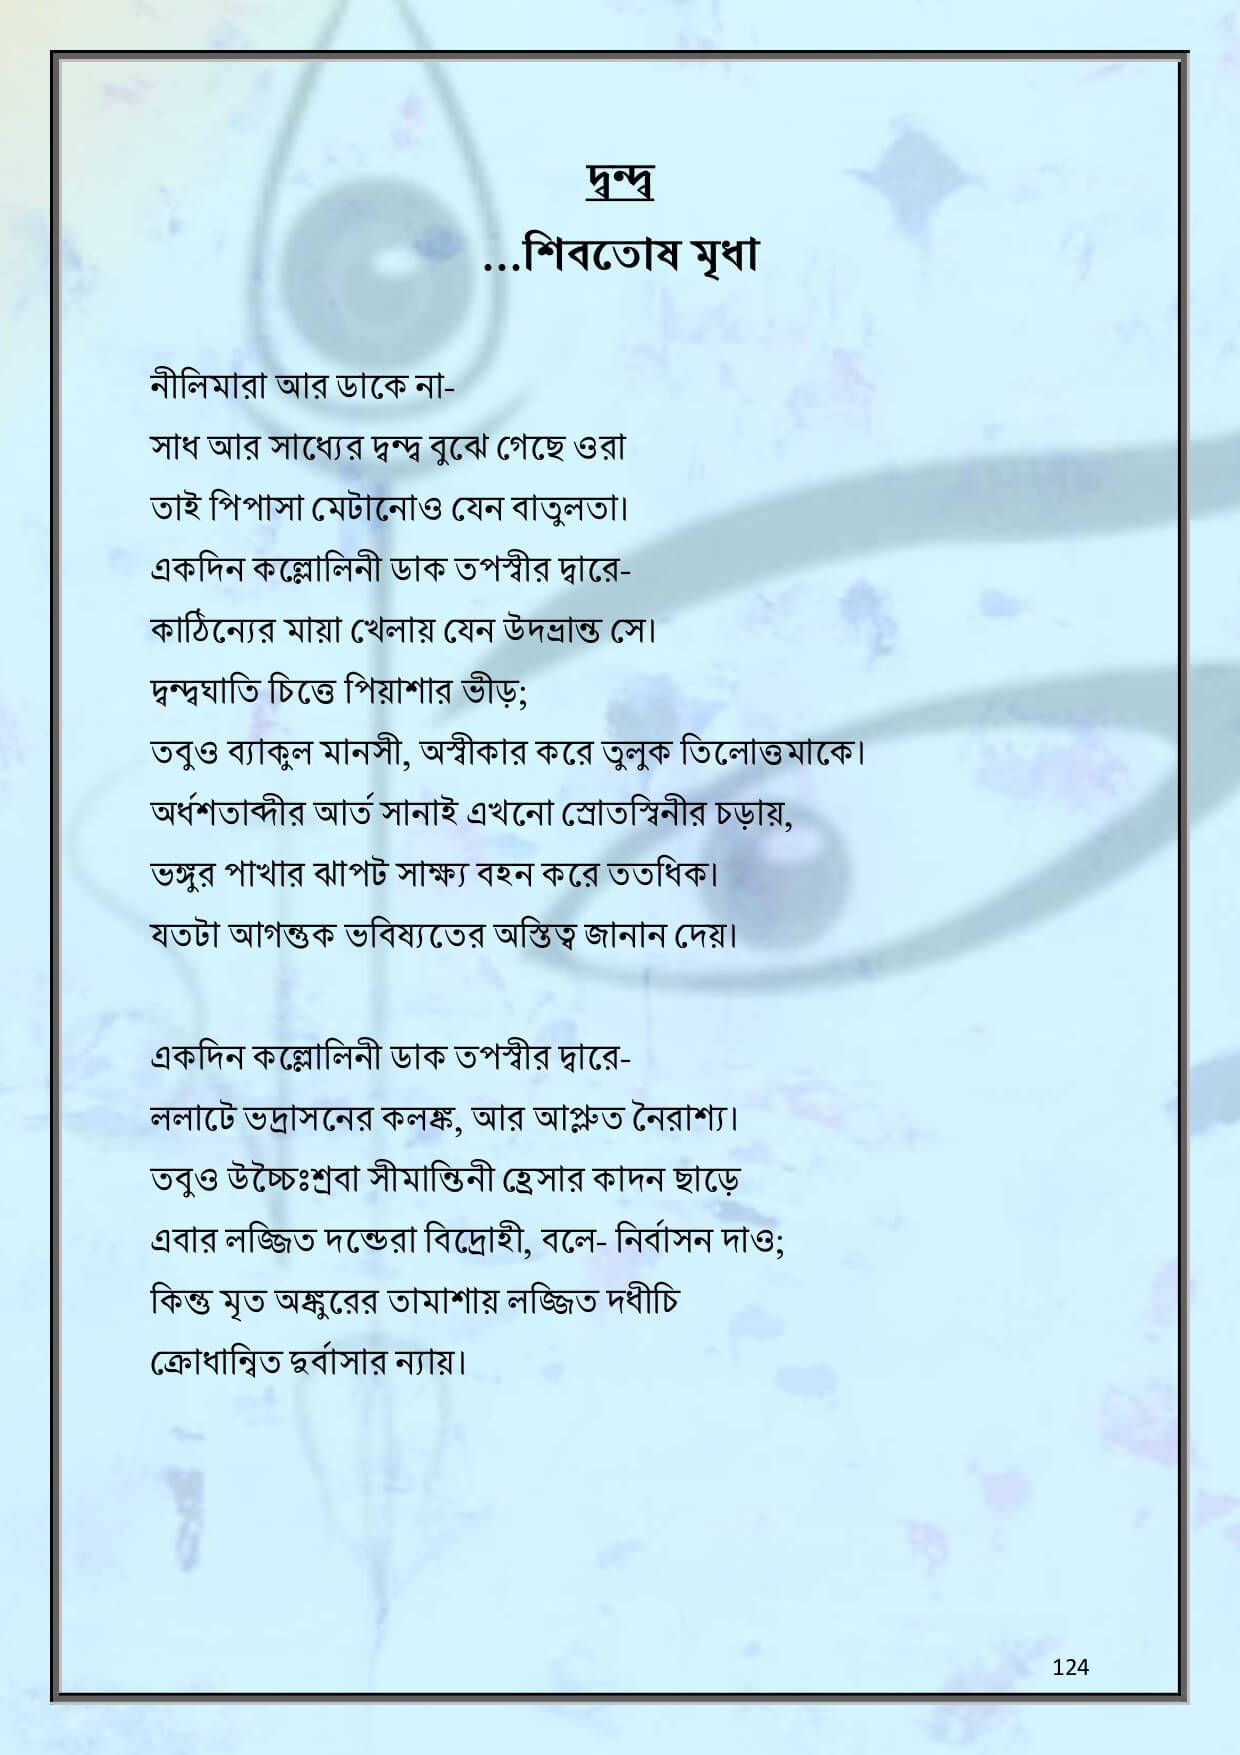 দ্বন্দ্ব
...শিবতোষ মৃধা
নীলিমারা আর ডাকে না-
সাধ আর সাধ্যের দ্বন্দ্ব বুঝে গেছে ওরা
তাই পিপাসা মেটানোও যেন বাতুলতা।
একদিন কল্লোলিনী ডাক তপস্বীর দ্বারে-
কাঠিন্যের মায়া খেলায় যেন উদভ্রান্ত সে।
দ্বন্দ্বঘাতি চিত্তে পিয়াশার ভীড়;
তবুও ব্যাকুল মানসী, অস্বীকার করে তুলুক তিলোত্তমাকে।
অর্ধশতাব্দীর আর্ত সানাই এখনো স্রোতস্বিনীর চড়ায়,
ভঙ্গুর পাখার ঝাপট সাক্ষ্য বহন করে ততধিক।
যতটা আগন্তুক ভবিষ্যতের অস্তিত্ব জানান দেয়।
একদিন কল্লোলিনী ডাক তপস্বীর দ্বারে-
ললাটে ভদ্রাসনের কলঙ্ক, আর আপ্লুত নৈরাশ্য।
তবুও উচ্চৈঃশ্রবা সীমান্তিনী হ্রেসার কাদন ছাড়ে
এবার লজ্জিত দন্ডেরা বিদ্রোহী, বলে- নির্বাসন দাও;
কিন্তু মৃত অঙ্কুরের তামাশায় লজ্জিত দধীচি
ক্রোধান্বিত দুর্বাসার ন্যায়।
124